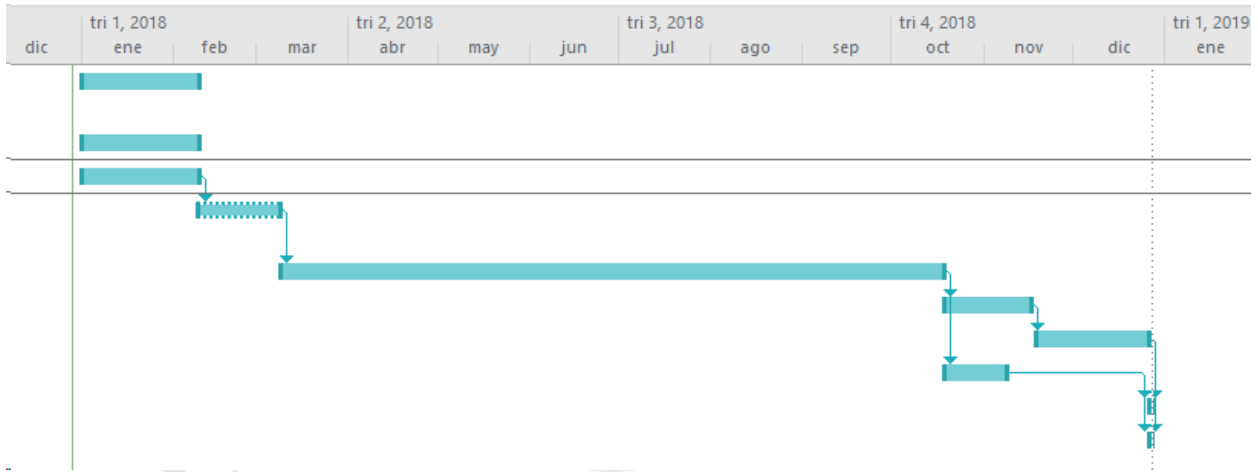 tri 1, 2018 tri 2, 2018 tri 3, 2018 tri 4, 2018 tri 1, 2019
dic ene feb mar abr may jun jul ago sep oct nov dic ene